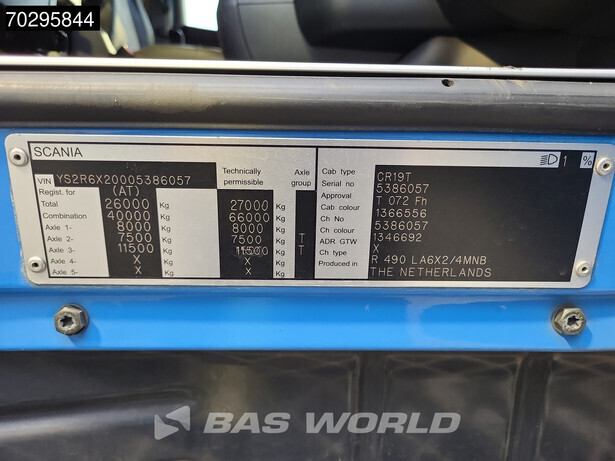 70295844
SCANIA
1 %
VIN YS2R6X20005386057
Regist. for (AT) Technically permissible Axle group
Total 26000 Kg 27000 Kg
Combination 40000 Kg 66000 Kg
Axle 1- 8000 Kg 8000 Kg
Axle 2- 7500 Kg 7500 Kg T
Axle 3- 11500 Kg 11500 Kg T
Axle 4- X Kg X Kg
Axle 5- X Kg X Kg
Cab type CR19T
Serial no 5386057
Approval T 072 Fh
Cab colour 1366556
Ch No 5386057
Ch colour 1346692
ADR GTW X
Ch type R 490 LA6X2/4MNB
Produced in THE NETHERLANDS
BAS WORLD